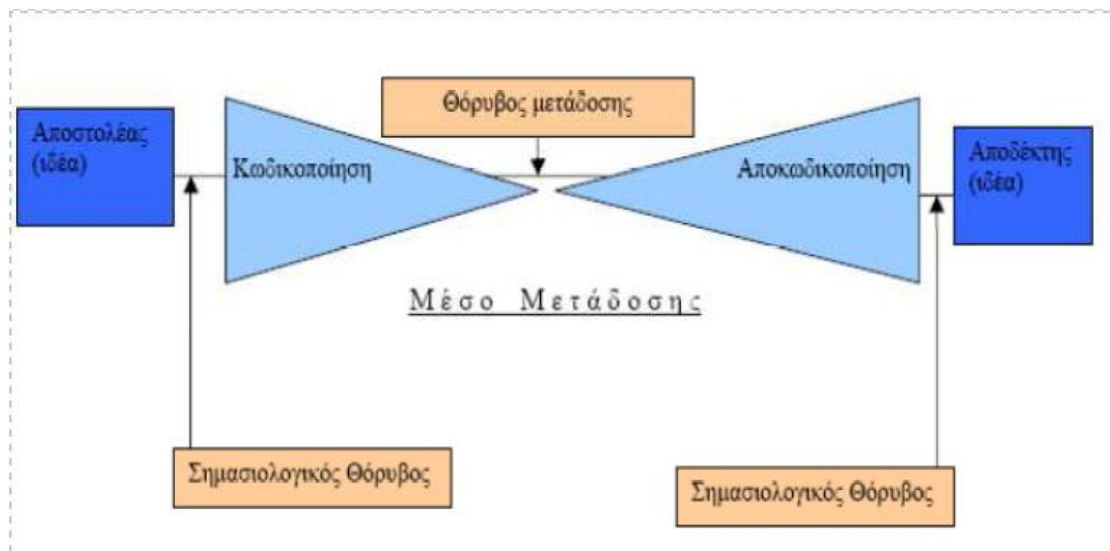 Θόρυβος μετάδοσης
Αποστολέας
(ιδέα)
Κωδικοποίηση
Αποκωδικοποίηση
Αποδέκτης
(ιδέα)
Μέσο Μετάδοσης
Σημασιολογικός Θόρυβος
Σημασιολογικός Θόρυβος